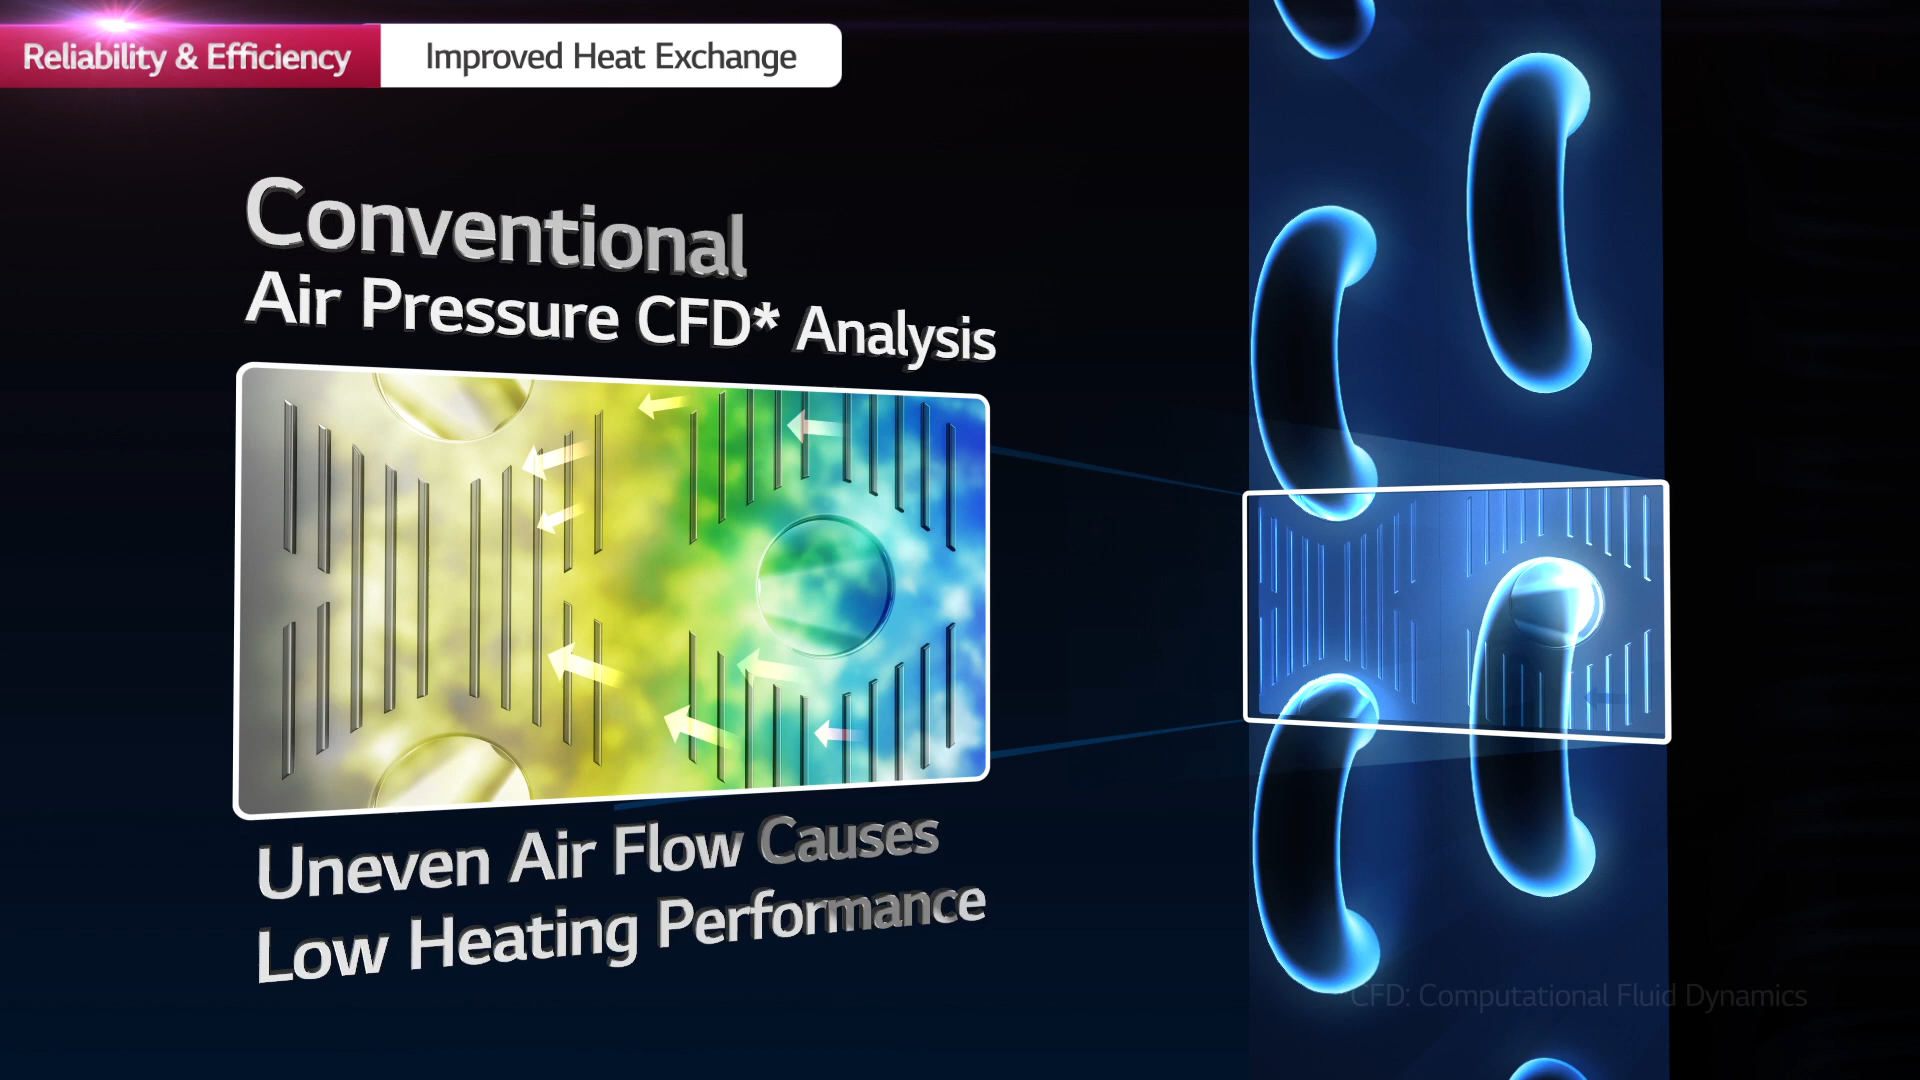 Reliability & Efficiency
Improved Heat Exchange
Conventional
Air Pressure CFD* Analysis
Uneven Air Flow Causes
Low Heating Performance
CFD: Computational Fluid Dynamics